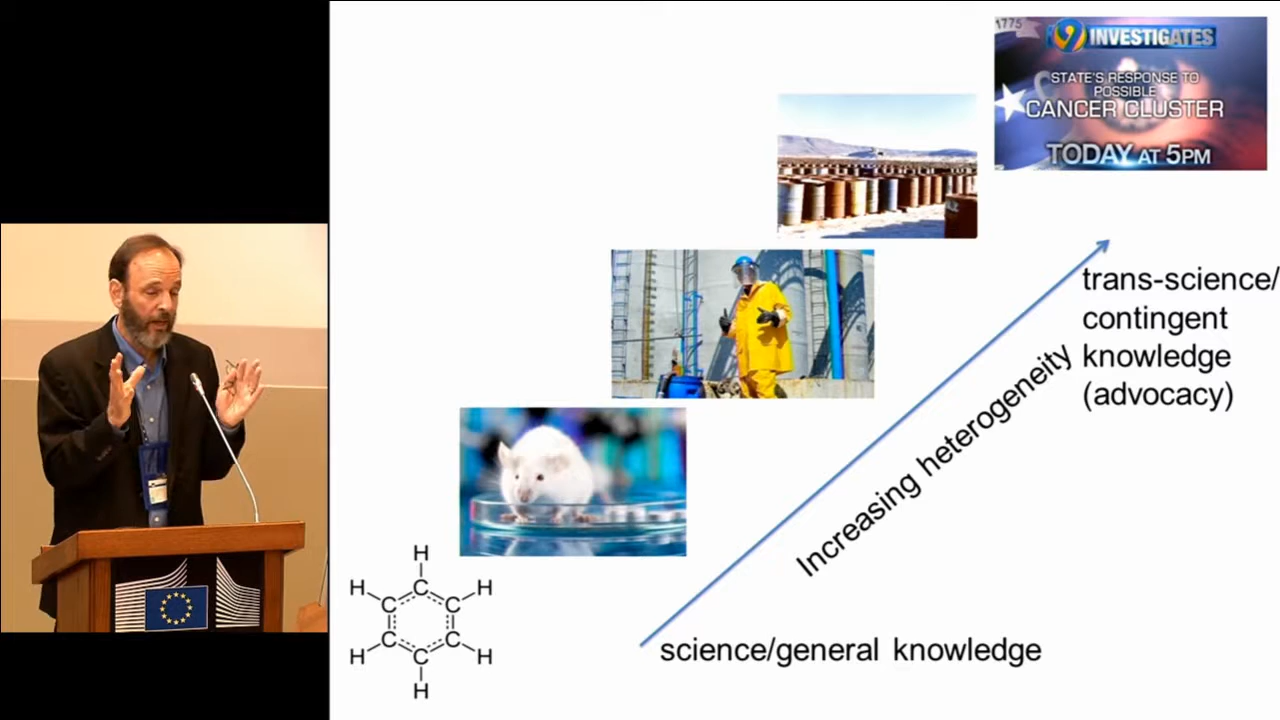 1775
9 INVESTIGATES
STATE'S RESPONSE TO
POSSIBLE
CANCER CLUSTER
TODAY AT 5PM
trans-science/
contingent
knowledge
(advocacy)
Increasing heterogeneity
H
H C H
C C
C C
H C H
H
science/general knowledge